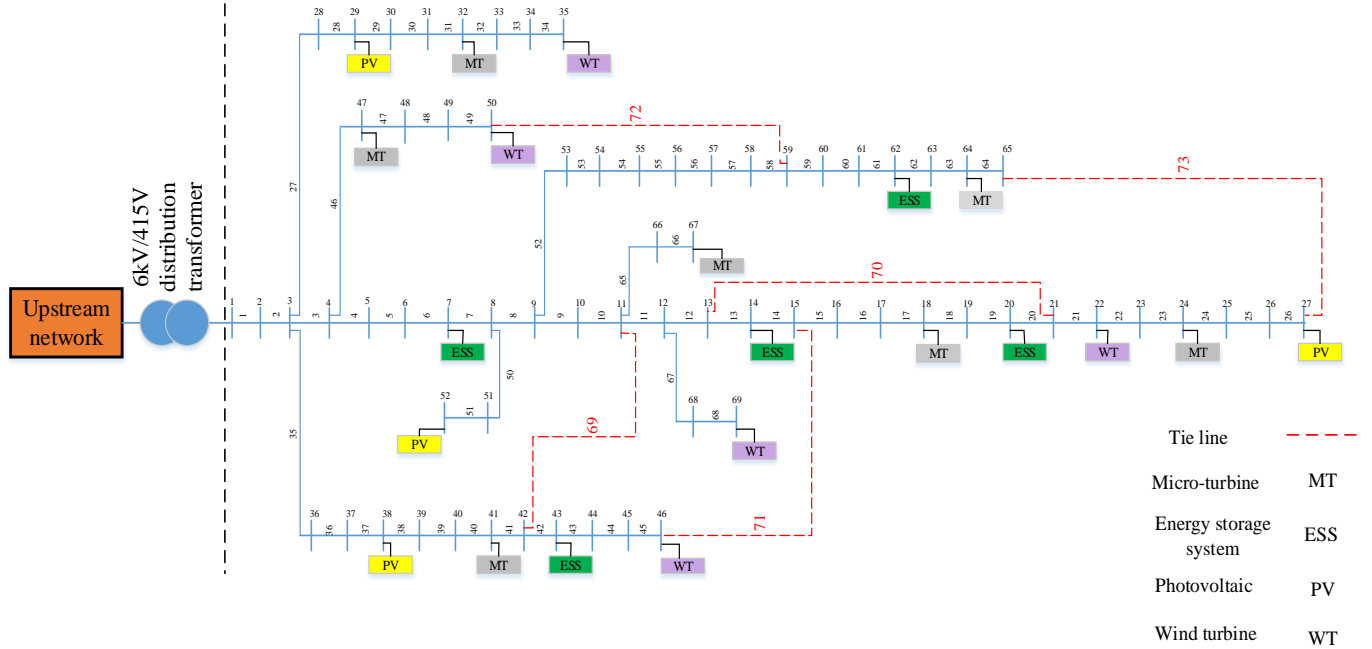 28 29 30 31 32 33 34 35
28 29 30 31 32 33 34
PV MT WT
27
47 48 49 50
47 48 49
MT WT
72
46
53 54 55 56 57 58 59 60 61 62 63 64 65
53 54 55 56 57 58 59 60 61 62 63 64
ESS MT
73
52
66 67
66
MT
65
70
6kV/415V
distribution
transformer
Upstream
network
1 2 3 4 5 6 7 8 9 10 11 12 13 14 15 16 17 18 19 20 21 22 23 24 25 26 27
1 2 3 4 5 6 7 8 9 10 11 12 13 14 15 16 17 18 19 20 21 22 23 24 25 26
ESS ESS MT ESS WT MT PV
50
67
52 51
51
PV
68 69
68
WT
69
35
71
36 37 38 39 40 41 42 43 44 45 46
36 37 38 39 40 41 42 43 44 45
PV MT ESS WT
Tie line
Micro-turbine MT
Energy storage
system ESS
Photovoltaic PV
Wind turbine WT